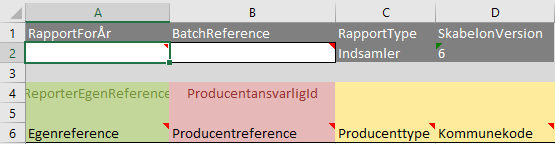 A B C D
1 RapportForÅr BatchReference RapportType SkabelonVersion
2 Indsamler 6
3
4 ReporterEgenReference ProducentansvarligId
5
6 Egenreference Producentreference Producenttype Kommunekode